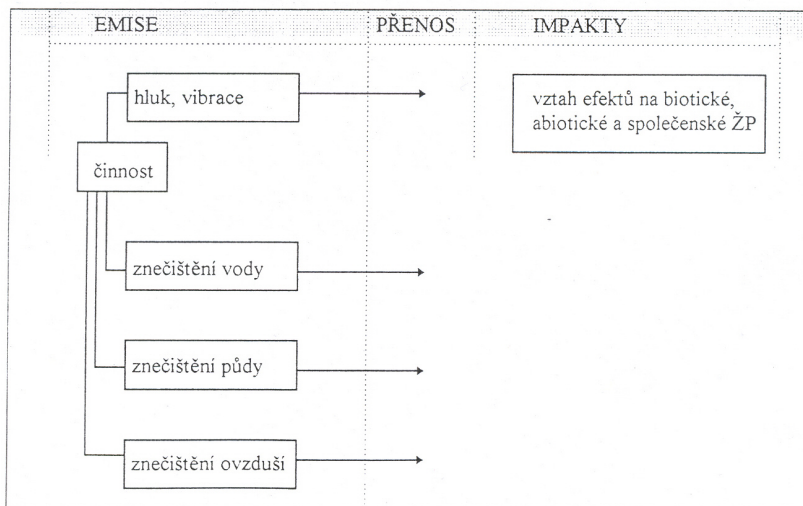 EMISE PŘENOS IMPAKTY
hluk, vibrace
vztah efektů na biotické,
abiotické a společenské ŽP
činnost
znečištění vody
znečištění půdy
znečištění ovzduší